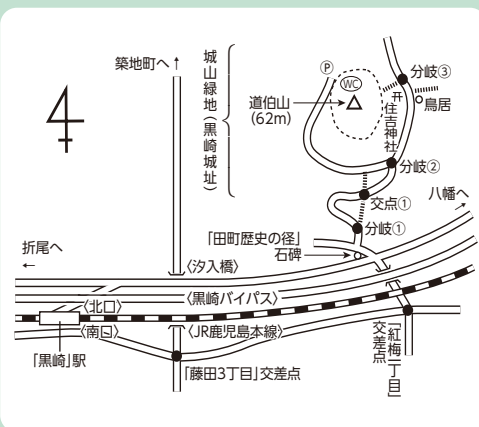 築地町へ
城山緑地(黒崎城址)
P
WC
道伯山
(62m)
分岐③
鳥居
住吉神社
分岐②
八幡へ
交点①
分岐①
「田町歴史の径」
石碑
折尾へ
〈汐入橋〉
〈黒崎バイパス〉
〈北口〉
〈南口〉
〈JR鹿児島本線〉
「黒崎」駅
「藤田3丁目」交差点
「紅梅一丁目」
交差点